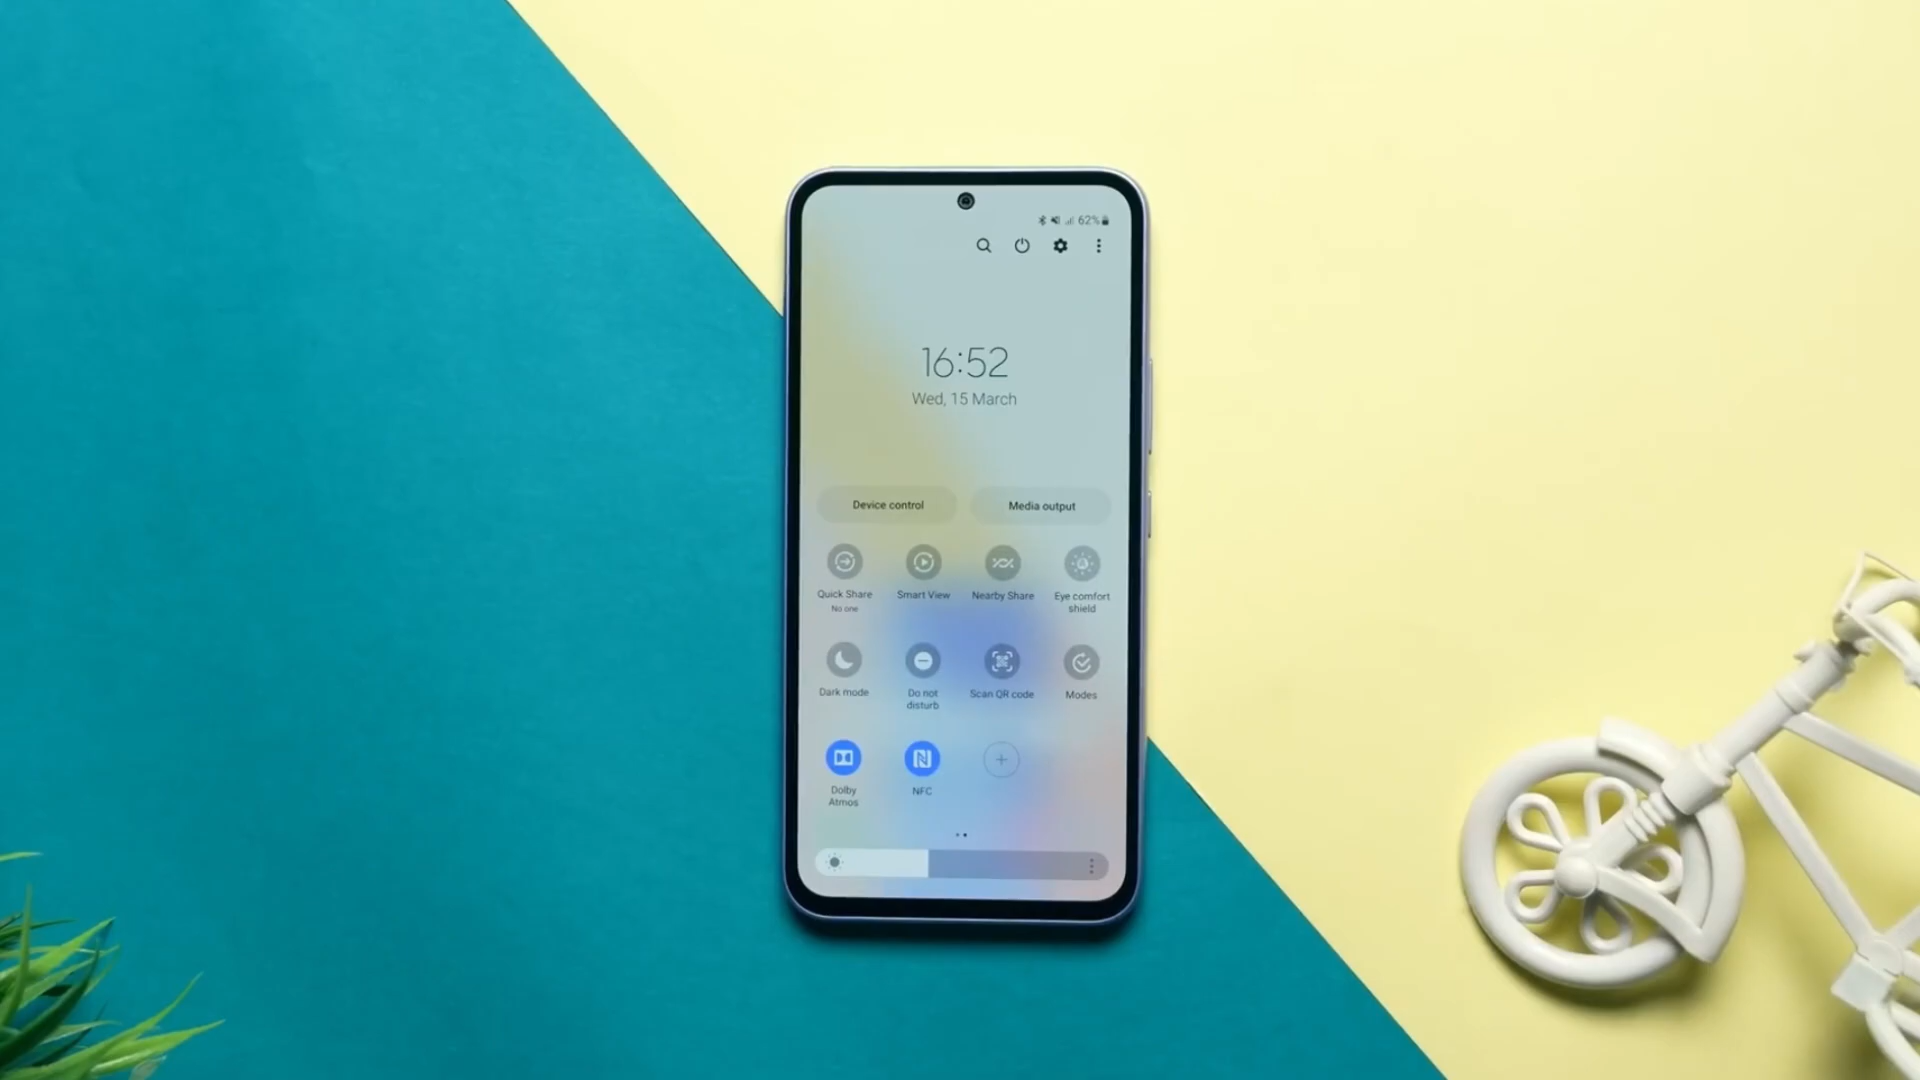 62%
16:52
Wed, 15 March
Device control
Media output
Quick Share
No one
Smart View
Nearby Share
Eye comfort
shield
Dark mode
Do not
disturb
Scan QR code
Modes
Dolby
Atmos
NFC